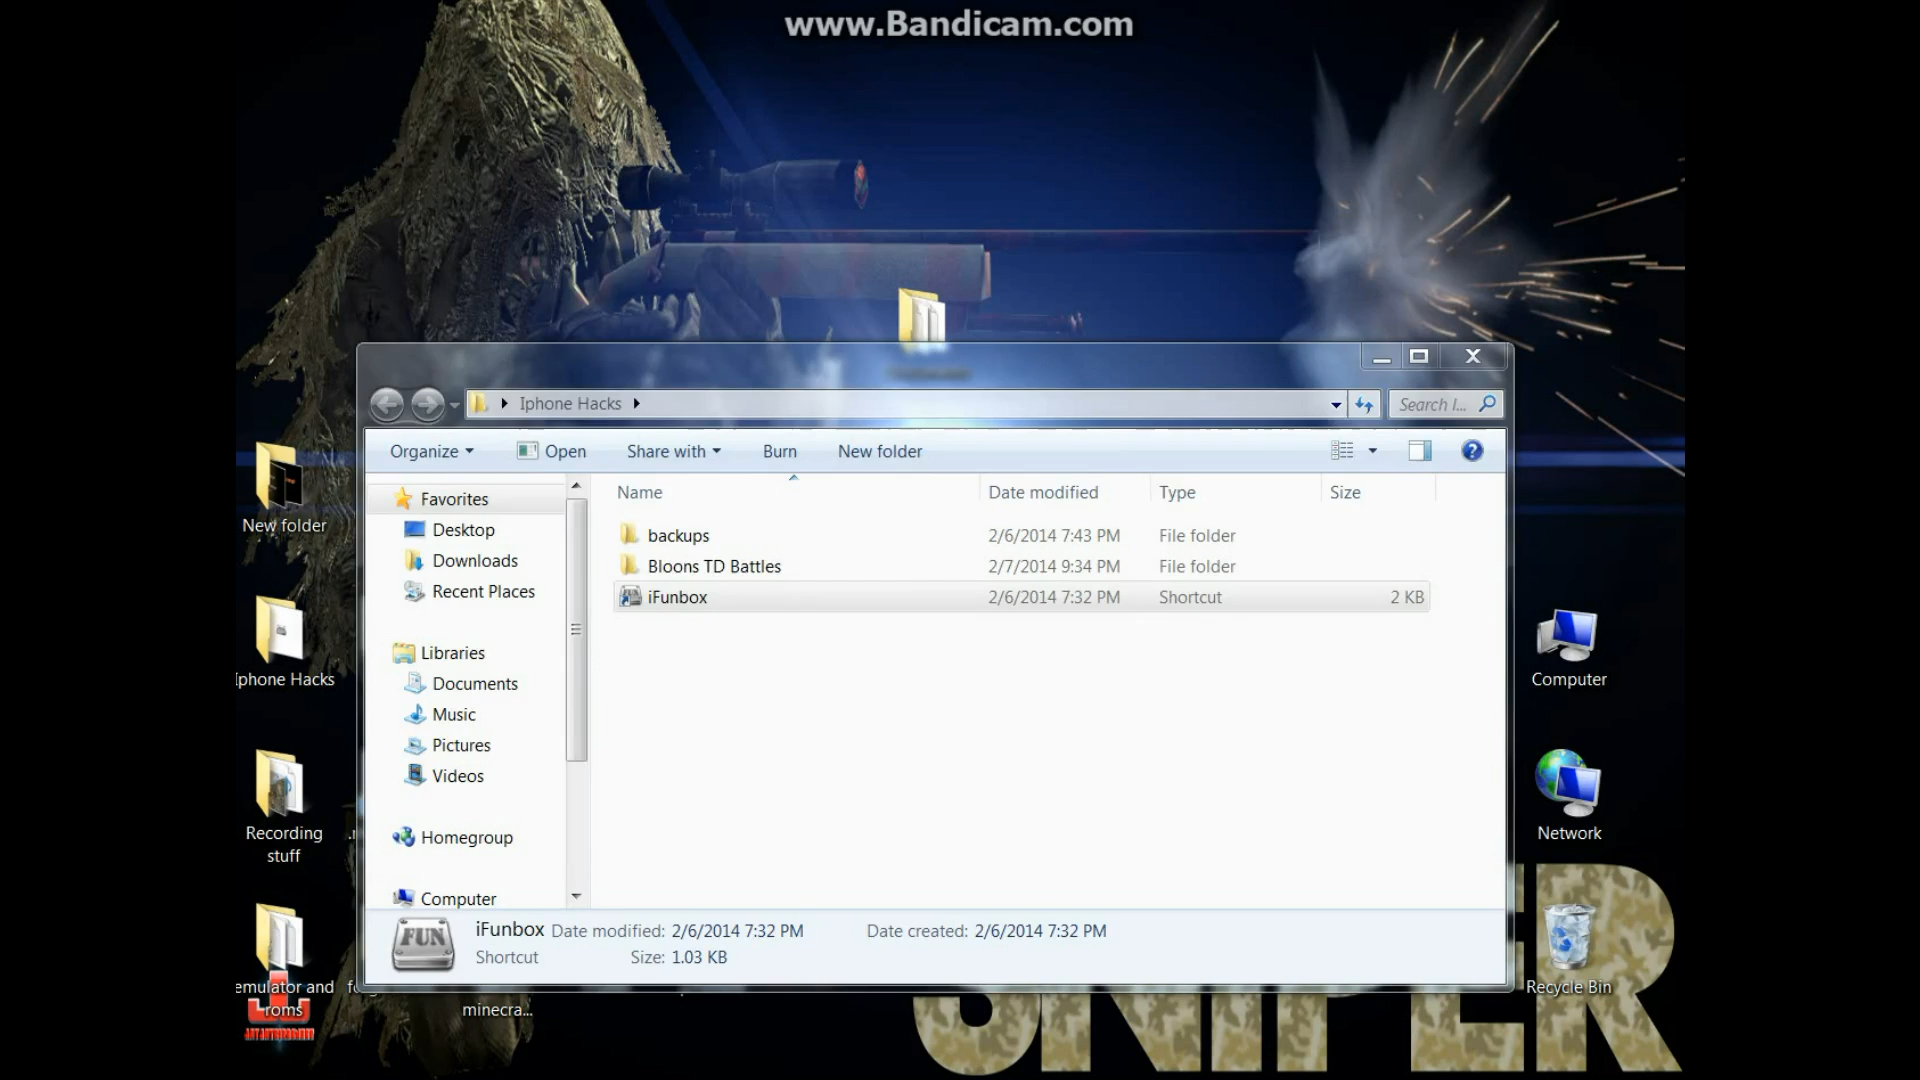 www.Bandicam.com
Iphone Hacks
Search I...
Organize
Open
Share with
Burn
New folder
Name
Date modified
Type
Size
Favorites
Desktop
Downloads
Recent Places
Libraries
Documents
Music
Pictures
Videos
Homegroup
Computer
backups 2/6/2014 7:43 PM File folder
Bloons TD Battles 2/7/2014 9:34 PM File folder
iFunbox 2/6/2014 7:32 PM Shortcut 2 KB
FUN
iFunbox Date modified: 2/6/2014 7:32 PM Date created: 2/6/2014 7:32 PM
Shortcut Size: 1.03 KB
New folder
Iphone Hacks
Recording
stuff
emulator and
roms
minecra...
Computer
Network
Recycle Bin
SNIPER